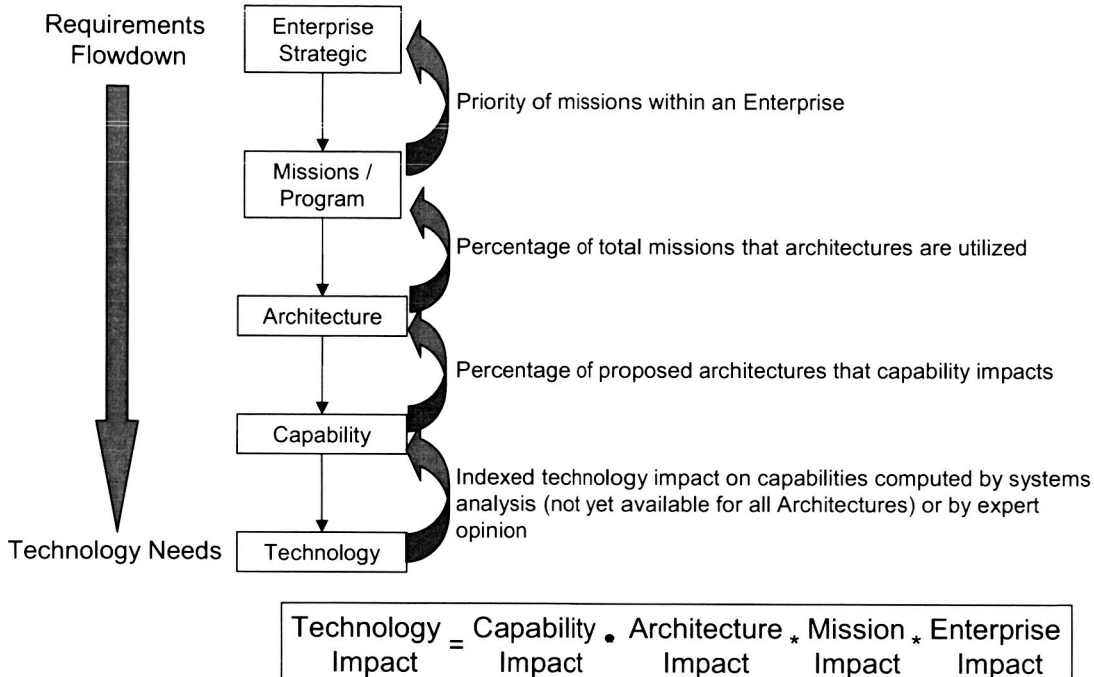 Requirements
Flowdown
Enterprise
Strategic
Priority of missions within an Enterprise
Missions /
Program
Percentage of total missions that architectures are utilized
Architecture
Percentage of proposed architectures that capability impacts
Capability
Indexed technology impact on capabilities computed by systems
analysis (not yet available for all Architectures) or by expert
opinion
Technology Needs
Technology
Technology = Capability • Architecture * Mission * Enterprise
Impact Impact Impact Impact Impact